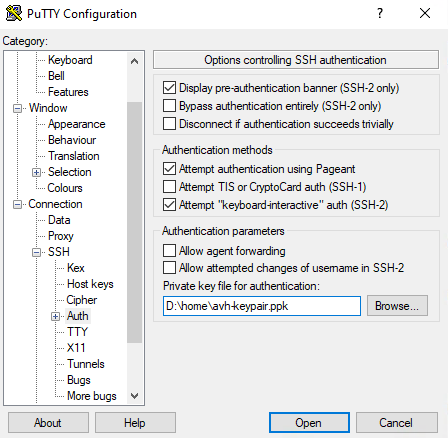 PuTTY Configuration
Category:
Keyboard
Bell
Features
Window
Appearance
Behaviour
Translation
Selection
Colours
Connection
Data
Proxy
SSH
Kex
Host keys
Cipher
Auth
TTY
X11
Tunnels
Bugs
More bugs
Options controlling SSH authentication
Display pre-authentication banner (SSH-2 only)
Bypass authentication entirely (SSH-2 only)
Disconnect if authentication succeeds trivially
Authentication methods
Attempt authentication using Pageant
Attempt TIS or CryptoCard auth (SSH-1)
Attempt "keyboard-interactive" auth (SSH-2)
Authentication parameters
Allow agent forwarding
Allow attempted changes of username in SSH-2
Private key file for authentication:
D:\home\avh-keypair.ppk
Browse...
About
Help
Open
Cancel